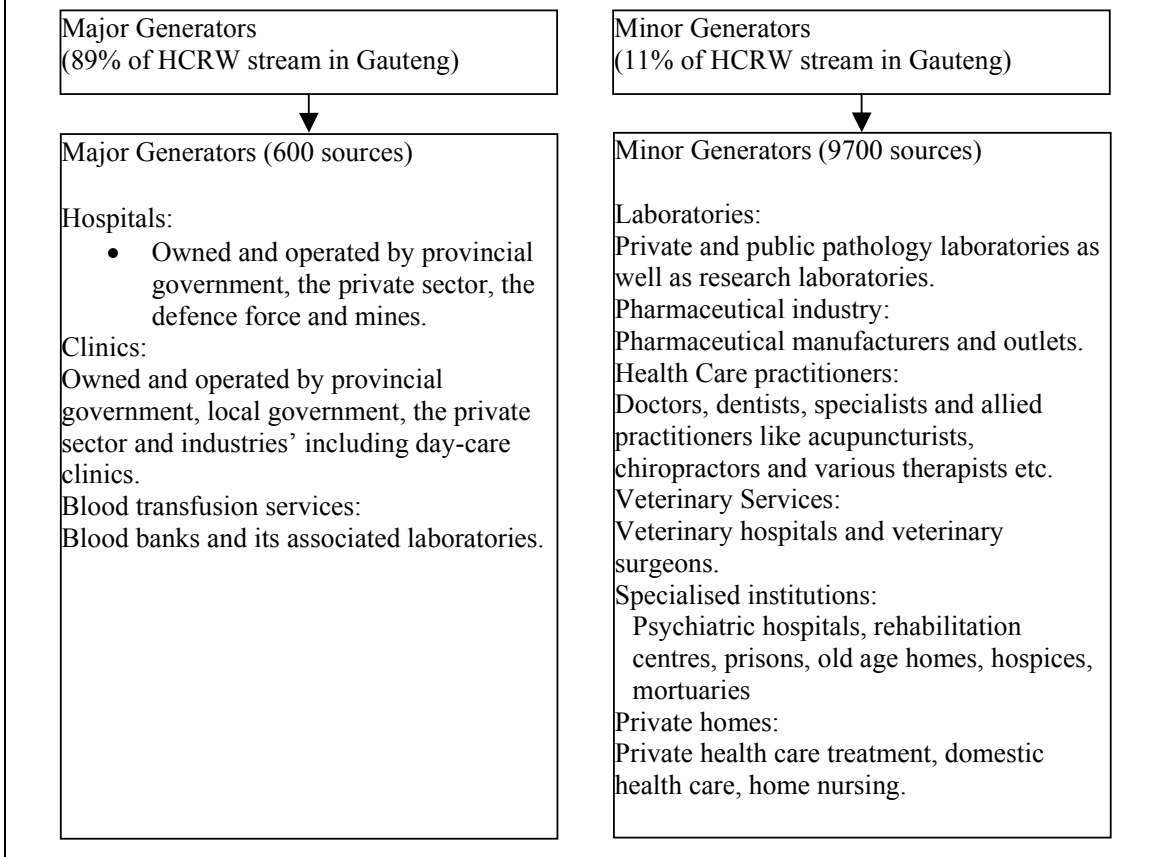 Major Generators
(89% of HCRW stream in Gauteng)
Major Generators (600 sources)
Hospitals:
• Owned and operated by provincial
government, the private sector, the
defence force and mines.
Clinics:
Owned and operated by provincial
government, local government, the private
sector and industries’ including day-care
clinics.
Blood transfusion services:
Blood banks and its associated laboratories.
Minor Generators
(11% of HCRW stream in Gauteng)
Minor Generators (9700 sources)
Laboratories:
Private and public pathology laboratories as
well as research laboratories.
Pharmaceutical industry:
Pharmaceutical manufacturers and outlets.
Health Care practitioners:
Doctors, dentists, specialists and allied
practitioners like acupuncturists,
chiropractors and various therapists etc.
Veterinary Services:
Veterinary hospitals and veterinary
surgeons.
Specialised institutions:
Psychiatric hospitals, rehabilitation
centres, prisons, old age homes, hospices,
mortuaries
Private homes:
Private health care treatment, domestic
health care, home nursing.